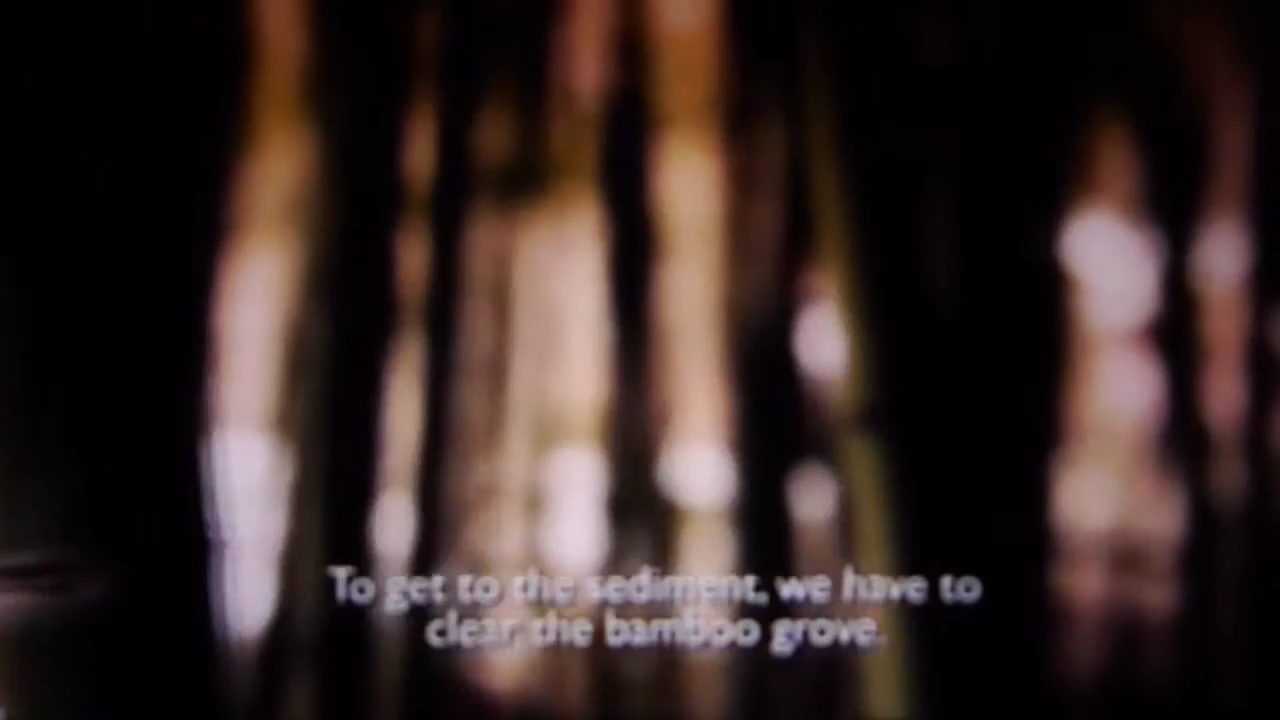 To get to the sediment, we have to
clear the bamboo grove.